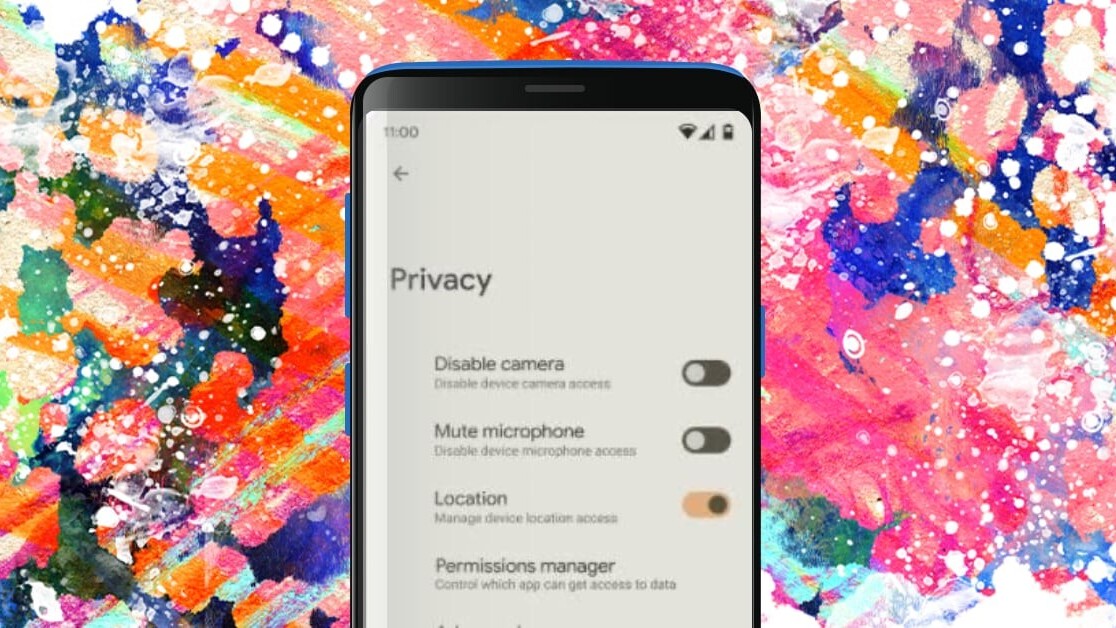 11:00
Privacy
Disable camera
Disable device camera access
Mute microphone
Disable device microphone access
Location
Manage device location access
Permissions manager
Control which app can get access to data